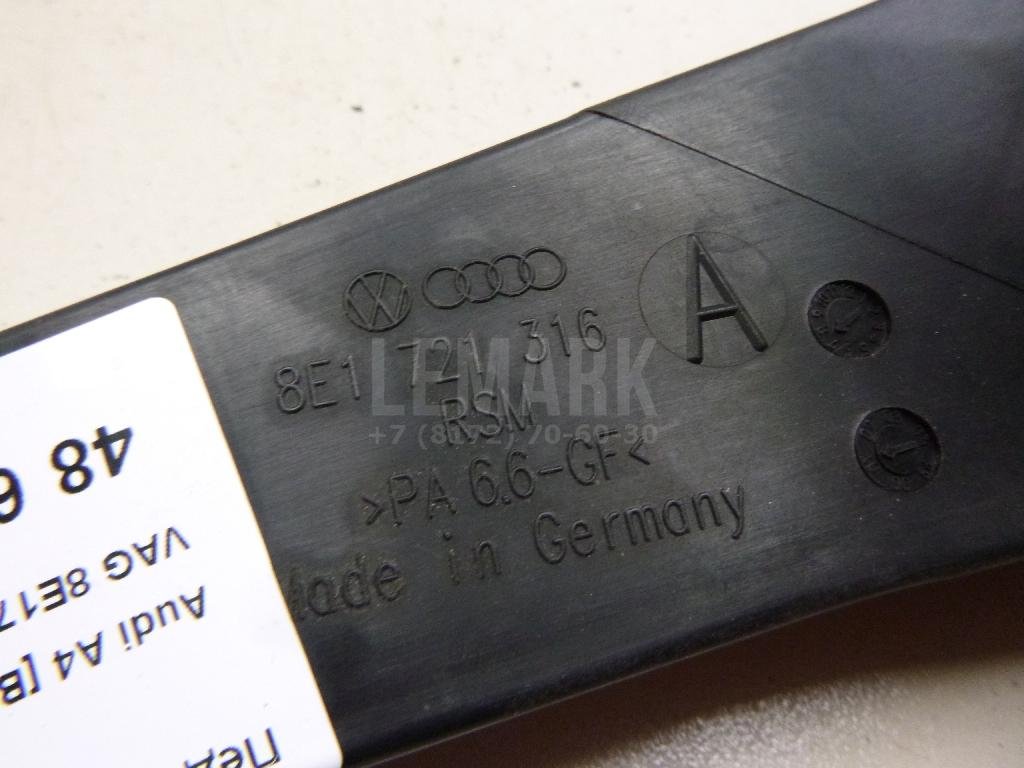 8E1 721 316
A
RSM
>PA 6.6-GF<
Made in Germany
LEMARK
+7 (8172) 70-60-30
48 6
VAG 8E17
Audi A4 [B
Пед